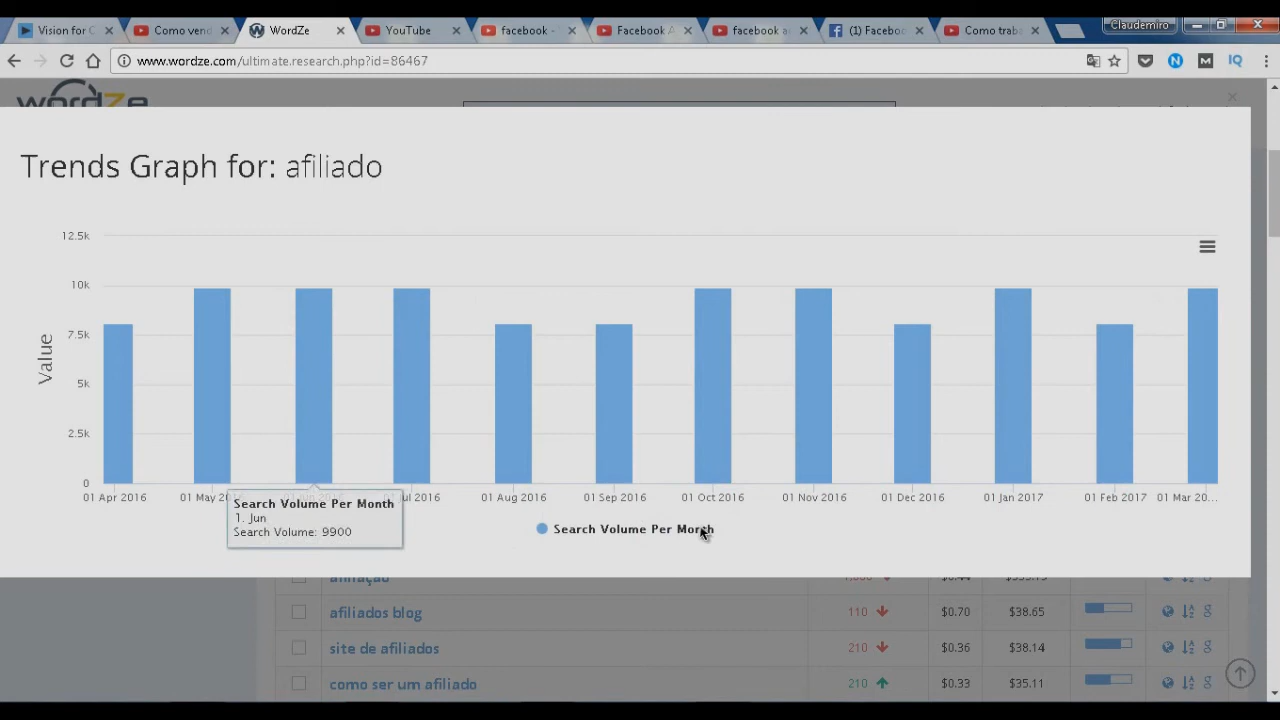 Vision for C
Como vend
WordZe
YouTube
facebook -
Facebook A
facebook a
(1) Facebo
Como trab
Claudemiro
www.wordze.com/ultimate.research.php?id=86467
wordze
Trends Graph for: afiliado
12.5k
10k
7.5k
5k
2.5k
0
Value
01 Apr 2016
01 May
Jul 2016
01 Aug 2016
01 Sep 2016
01 Oct 2016
01 Nov 2016
01 Dec 2016
01 Jan 2017
01 Feb 2017
01 Mar 20...
Search Volume Per Month
1. Jun
Search Volume: 9900
Search Volume Per Month
afiliação
afiliados blog 110 $0.70 $38.65
site de afiliados 210 $0.36 $38.14
como ser um afiliado 210 $0.33 $35.11